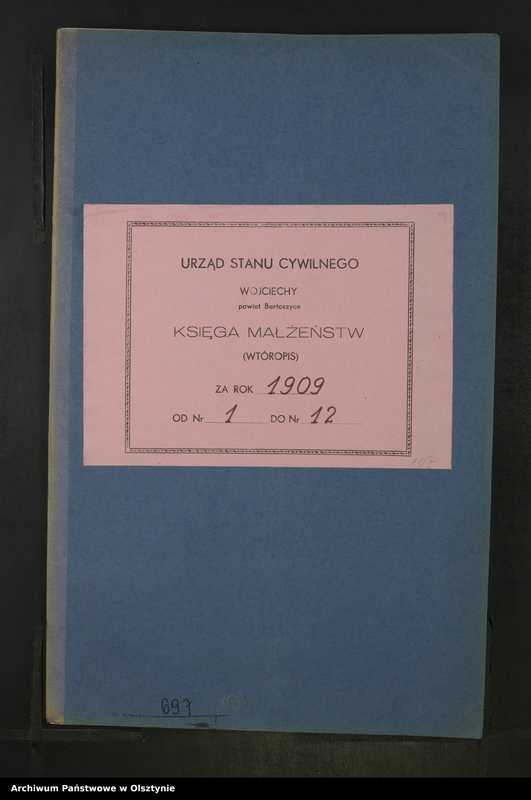 URZĄD STANU CYWILNEGO
WOJCIECHY
powiat Bartoszyce
KSIĘGA MAŁŻEŃSTW
(WTÓROPIS)
ZA ROK 1909
OD Nr 1 DO Nr 12
107
697
Archiwum Państwowe w Olsztynie